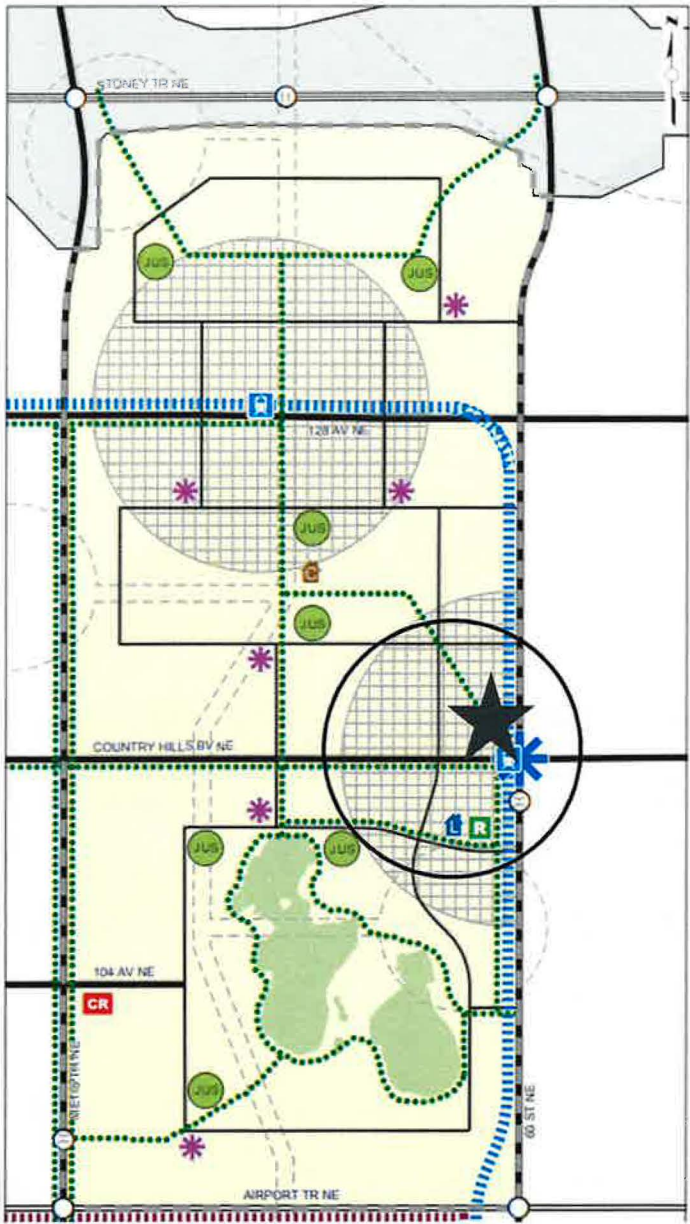 N
STONEY TR NE
JUS
JUS
128 AV NE
JUS
JUS
COUNTRY HILLS BV NE
L
R
JUS
JUS
104 AV NE
CR
JUS
60 ST NE
AIRPORT TR NE